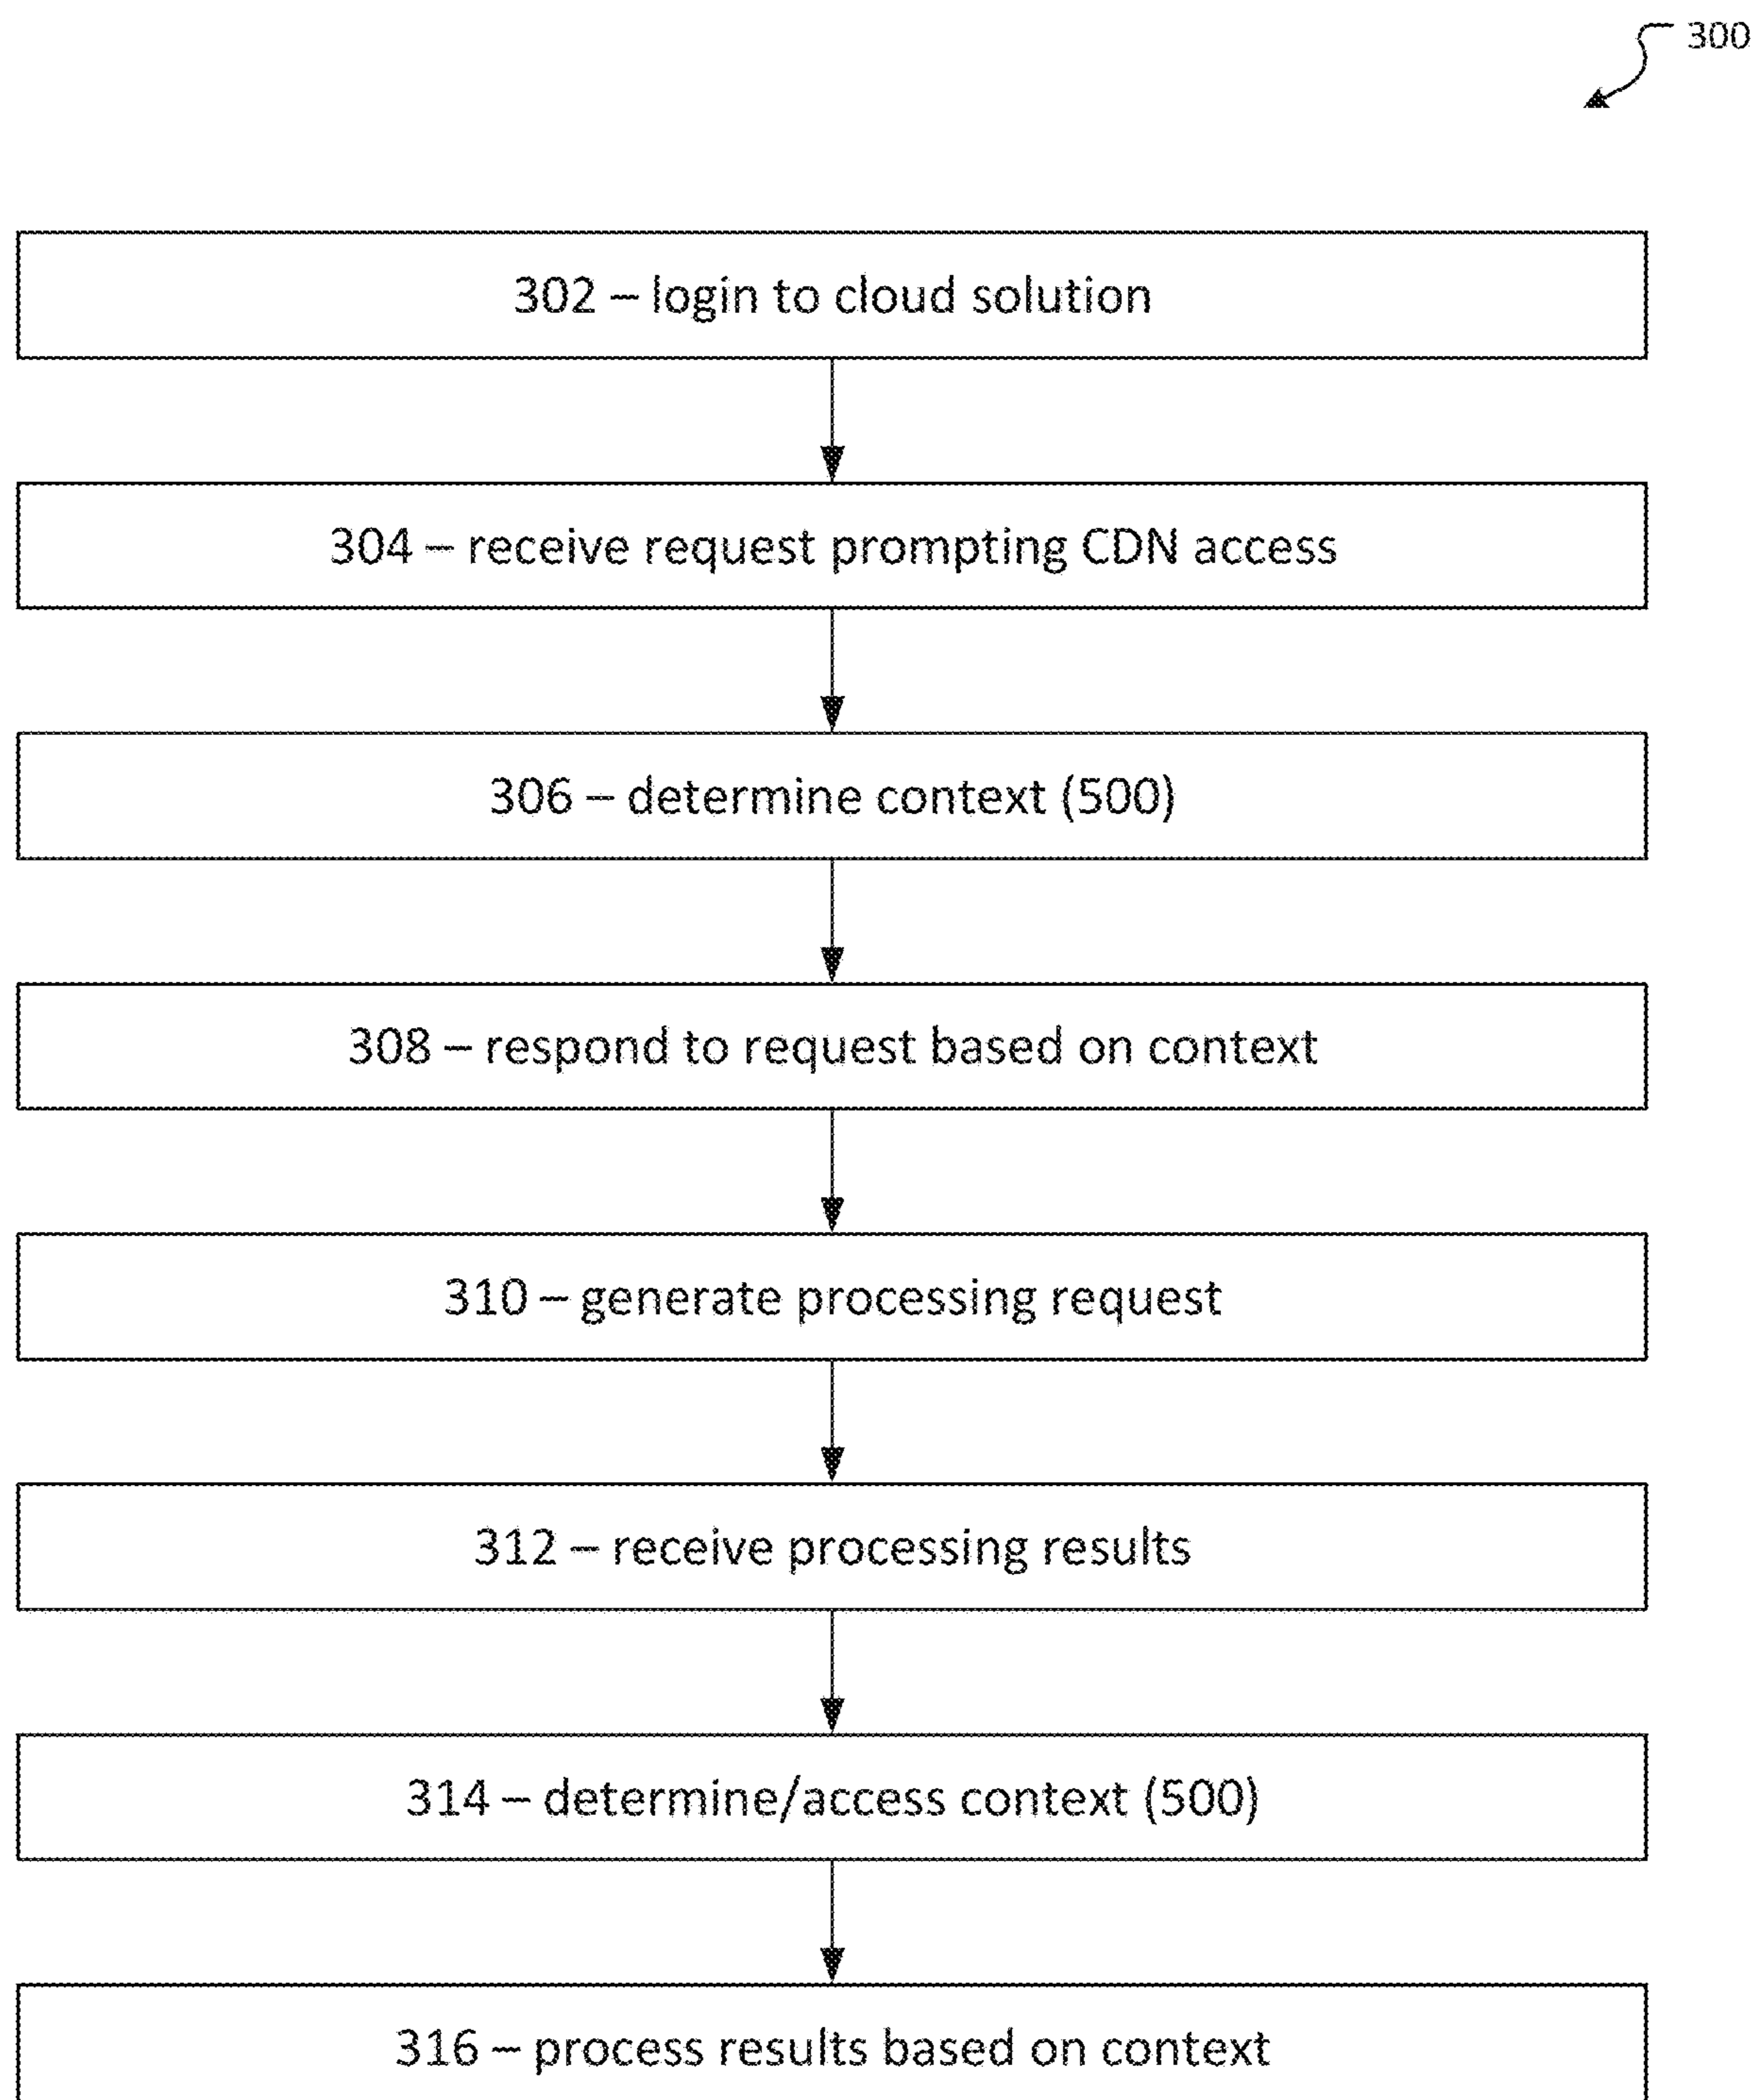 300
302 – login to cloud solution
304 – receive request prompting CDN access
306 – determine context (500)
308 – respond to request based on context
310 – generate processing request
312 – receive processing results
314 – determine/access context (500)
316 – process results based on context